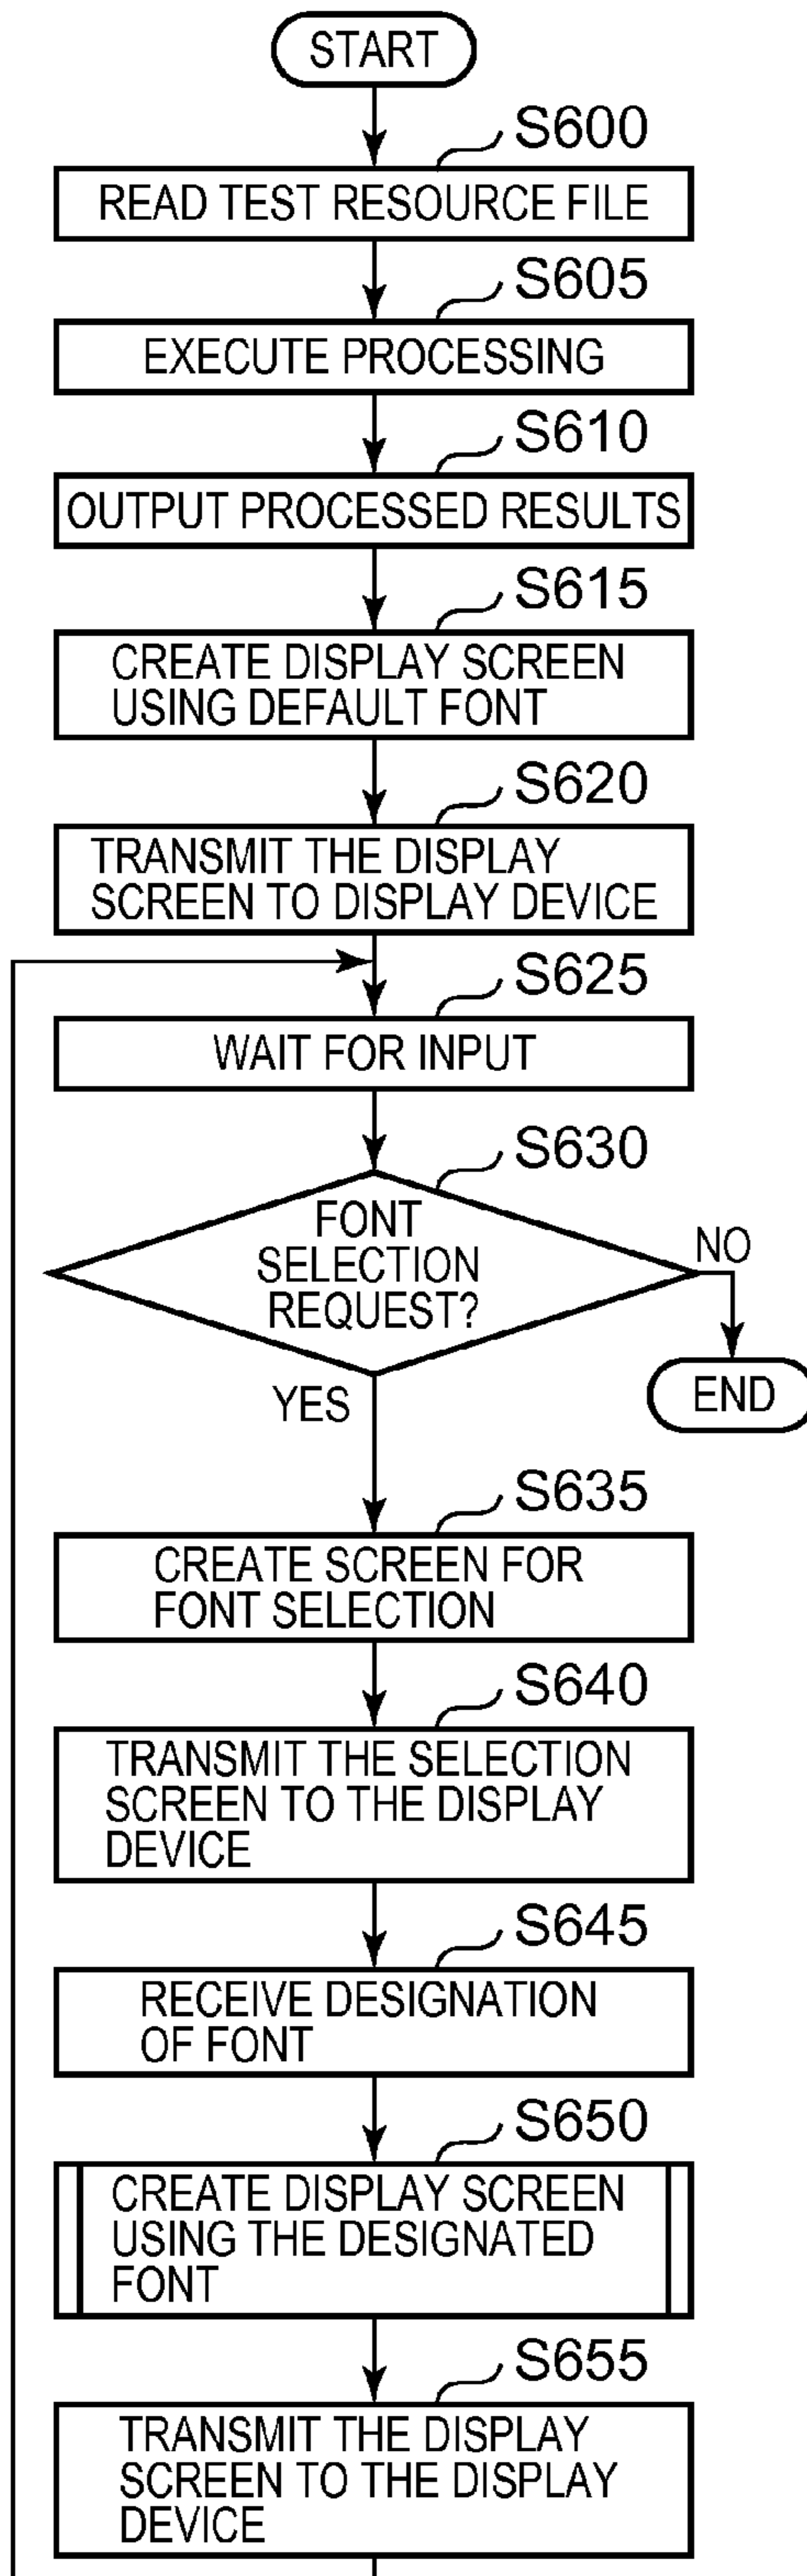 START
S600
READ TEST RESOURCE FILE
S605
EXECUTE PROCESSING
S610
OUTPUT PROCESSED RESULTS
S615
CREATE DISPLAY SCREEN
USING DEFAULT FONT
S620
TRANSMIT THE DISPLAY
SCREEN TO DISPLAY DEVICE
S625
WAIT FOR INPUT
S630
FONT
SELECTION
REQUEST?
NO
END
YES
S635
CREATE SCREEN FOR
FONT SELECTION
S640
TRANSMIT THE SELECTION
SCREEN TO THE DISPLAY
DEVICE
S645
RECEIVE DESIGNATION
OF FONT
S650
CREATE DISPLAY SCREEN
USING THE DESIGNATED
FONT
S655
TRANSMIT THE DISPLAY
SCREEN TO THE DISPLAY
DEVICE